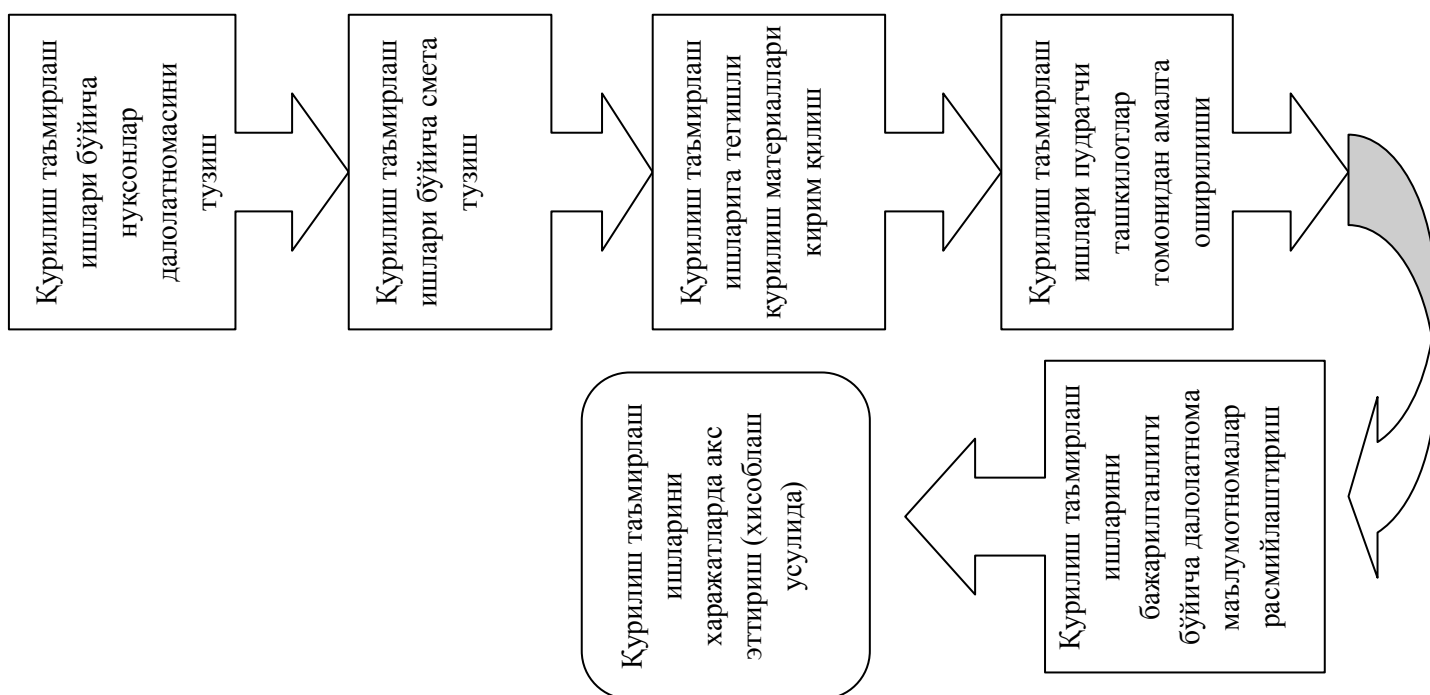 Қурилиш таъмирлаш
ишлари бўйича
нуқсонлар
далолатномасини
тузиш
Қурилиш таъмирлаш
ишлари бўйича смета
тузиш
Қурилиш таъмирлаш
ишларига тегишли
қурилиш материаллари
кирим қилиш
Қурилиш таъмирлаш
ишлари пудратчи
ташкилотлар
томонидан амалга
оширилиши
Қурилиш таъмирлаш
ишларини
бажарилганлиги
бўйича далолатнома
маълумотномалар
расмийлаштириш
Қурилиш таъмирлаш
ишларини
харажатларда акс
эттириш (хисоблаш
усулида)